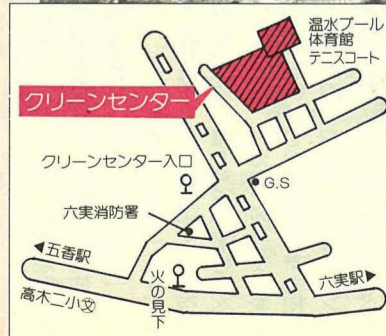 温水プール
体育館
テニスコート
クリーンセンター
クリーンセンター入口
G.S
六実消防署
五香駅
火の見下
六実駅
高木二小文